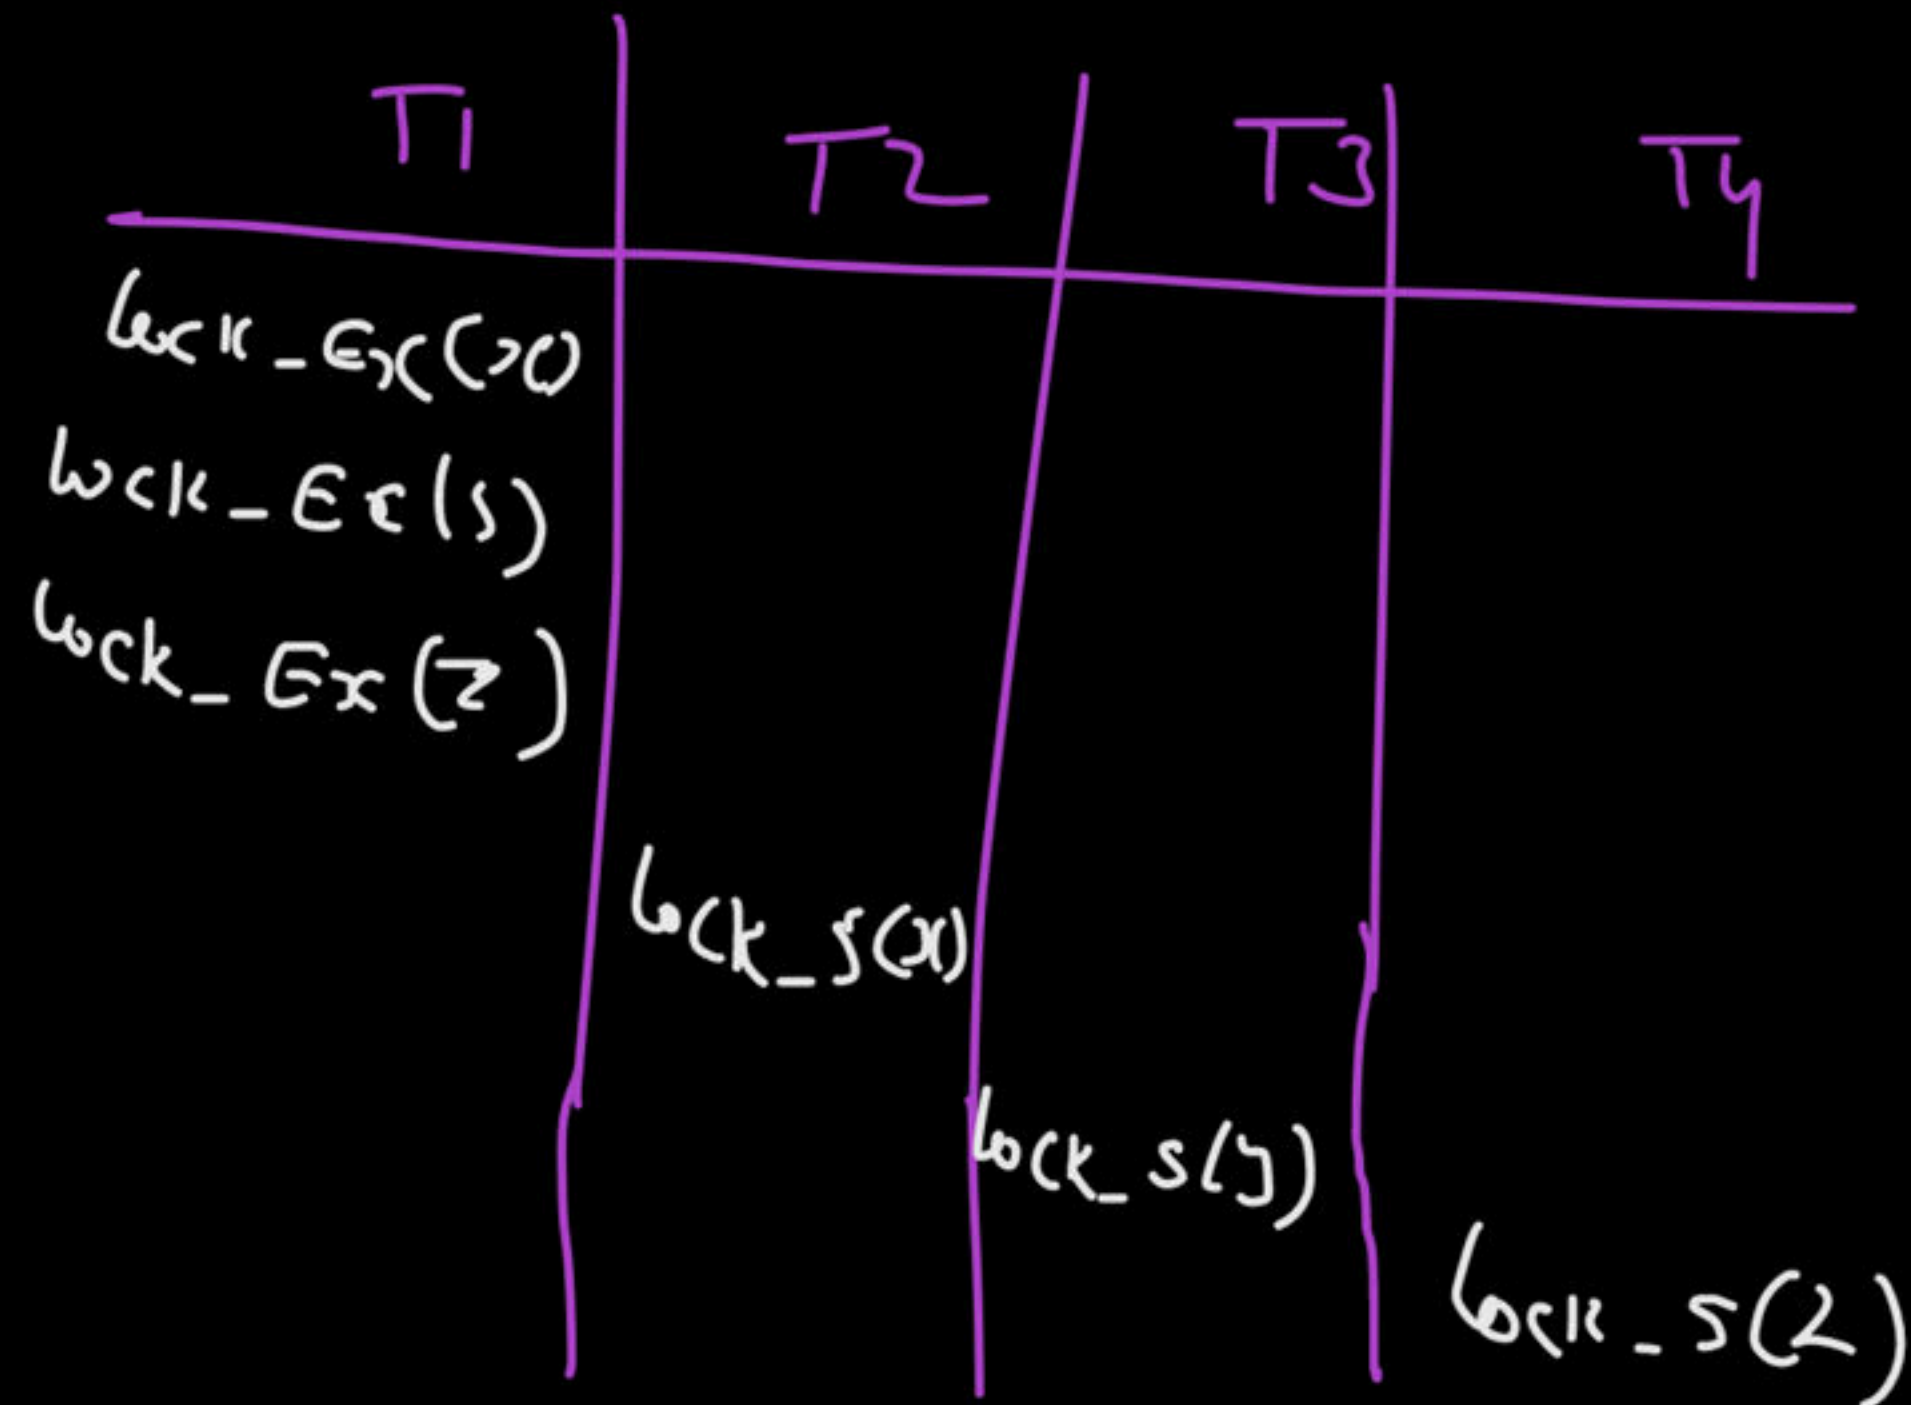 T1 T2 T3 T4
lock_Ex(x)
lock_Ex(y)
lock_Ex(z)
lock_S(x)
lock_S(y)
lock_S(z)